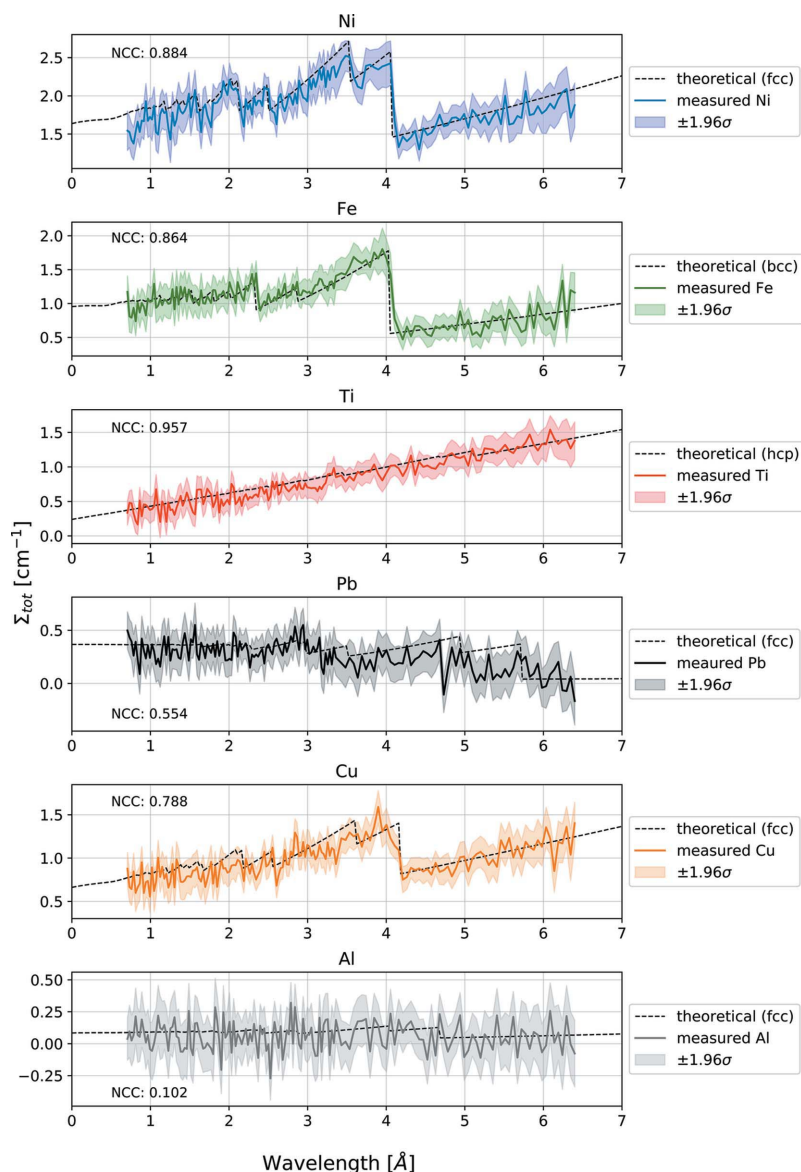 Ni
NCC: 0.884
2.5
2.0
1.5
0 1 2 3 4 5 6 7
theoretical (fcc)
measured Ni
±1.96σ
Fe
NCC: 0.864
2.0
1.5
1.0
0.5
0 1 2 3 4 5 6 7
theoretical (bcc)
measured Fe
±1.96σ
Ti
NCC: 0.957
1.5
1.0
0.5
0.0
0 1 2 3 4 5 6 7
theoretical (hcp)
measured Ti
±1.96σ
Σtot [cm⁻¹]
Pb
0.5
0.0
NCC: 0.554
0 1 2 3 4 5 6 7
theoretical (fcc)
meaured Pb
±1.96σ
Cu
NCC: 0.788
1.5
1.0
0.5
0 1 2 3 4 5 6 7
theoretical (fcc)
measured Cu
±1.96σ
Al
0.50
0.25
0.00
−0.25
NCC: 0.102
0 1 2 3 4 5 6 7
theoretical (fcc)
measured Al
±1.96σ
Wavelength [Å]